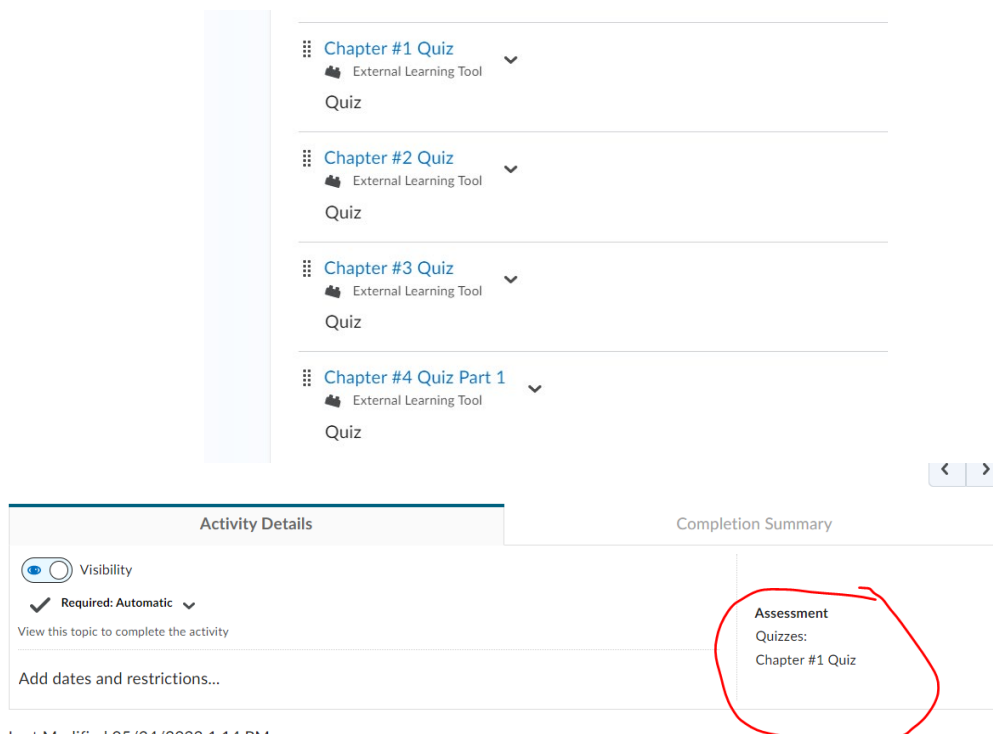 Chapter #1 Quiz
External Learning Tool
Quiz
Chapter #2 Quiz
External Learning Tool
Quiz
Chapter #3 Quiz
External Learning Tool
Quiz
Chapter #4 Quiz Part 1
External Learning Tool
Quiz
Activity Details
Completion Summary
Visibility
Required: Automatic
View this topic to complete the activity
Add dates and restrictions...
Assessment
Quizzes:
Chapter #1 Quiz